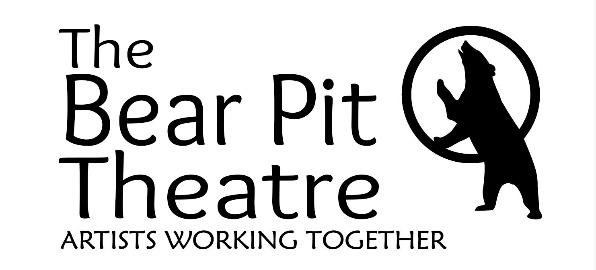 The
Bear Pit
Theatre
ARTISTS WORKING TOGETHER